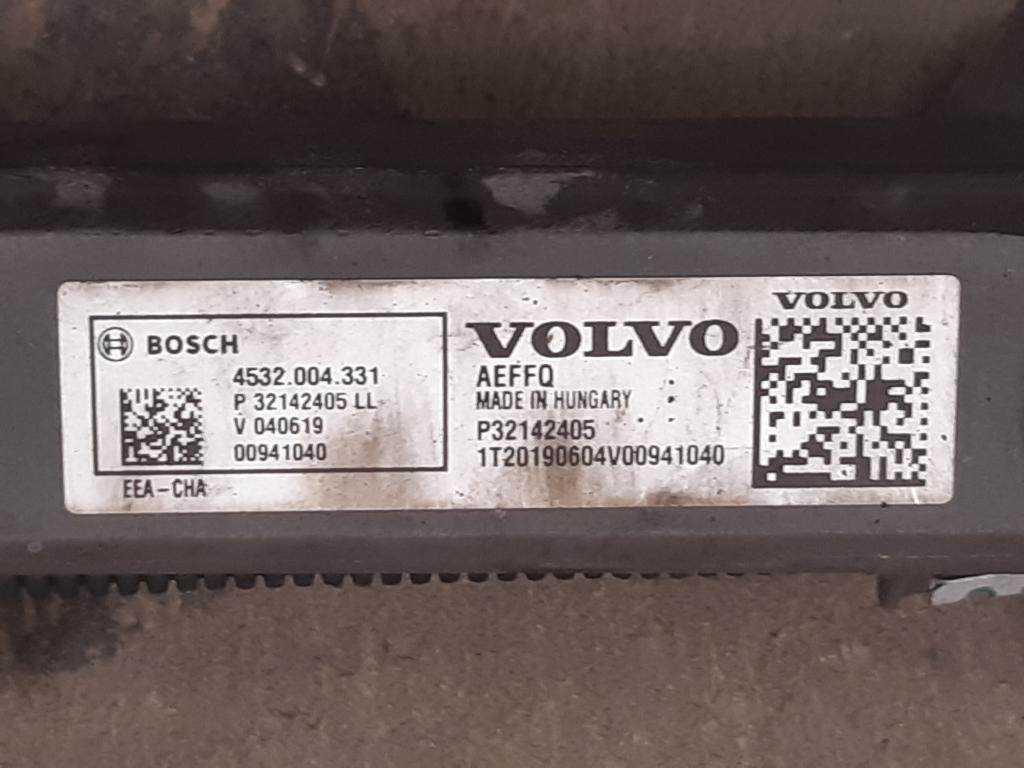 BOSCH
4532.004.331
P 32142405 LL
V 040619
00941040
EEA-CHA
VOLVO
AEFFQ
MADE IN HUNGARY
P32142405
1T20190604V00941040
VOLVO